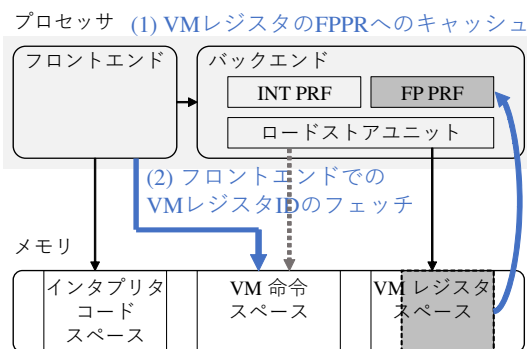 プロセッサ
(1) VMレジスタのFPPRへのキャッシュ
フロントエンド
バックエンド
INT PRF
FP PRF
ロードストアユニット
(2) フロントエンドでの
VMレジスタIDのフェッチ
メモリ
インタプリタ
コード
スペース
VM 命令
スペース
VM レジスタ
スペース